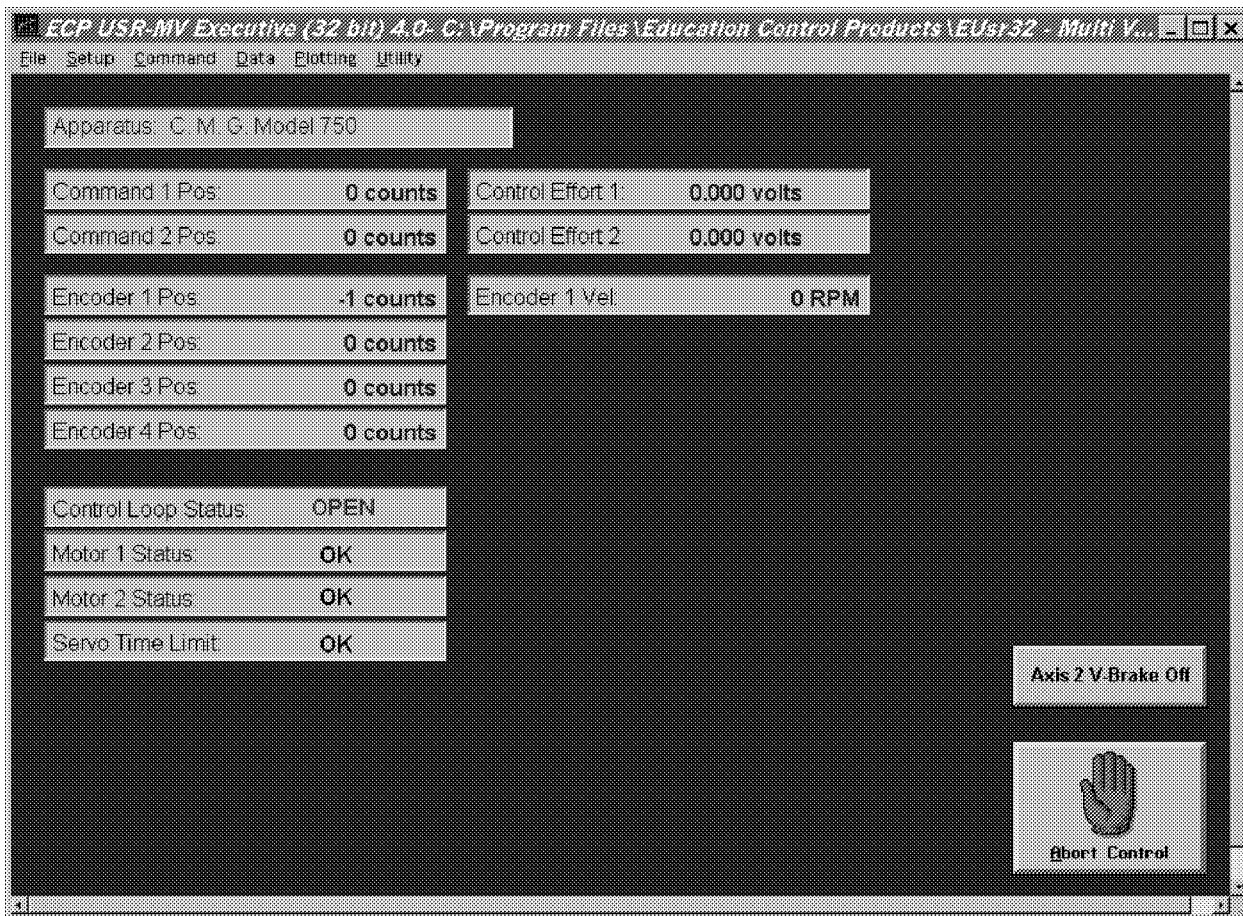 ECP USR-MV Executive (32 bit) 4.0- C:\Program Files\Education Control Products\EUsr32 - Multi V...
File Setup Command Data Plotting Utility
Apparatus: C. M. G. Model 750
Command 1 Pos: 0 counts Control Effort 1: 0.000 volts
Command 2 Pos: 0 counts Control Effort 2: 0.000 volts
Encoder 1 Pos: -1 counts Encoder 1 Vel: 0 RPM
Encoder 2 Pos: 0 counts
Encoder 3 Pos: 0 counts
Encoder 4 Pos: 0 counts
Control Loop Status: OPEN
Motor 1 Status: OK
Motor 2 Status: OK
Servo Time Limit: OK
Axis 2 V-Brake Off
Abort Control